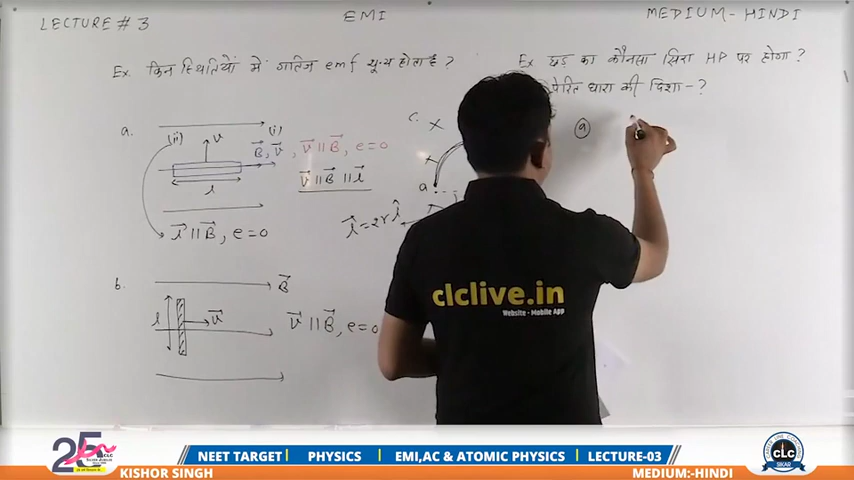 LECTURE # 3
EMI
MEDIUM - HINDI
Ex. किन स्थितियों में गतिज emf शून्य होता है ?
Ex छड का कौनसा सिरा HP पर होगा ?
प्रेरित धारा की दिशा - ?
a.
(ii)
v⃗
(i)
B⃗, v⃗, v⃗ || B⃗, e=0
l
v⃗ || B⃗ || l⃗
l⃗ || B⃗, e=0
b.
B⃗
l
v⃗
v⃗ || B⃗, e=0
c.
a
l⃗ = 2r l̂
(a)
clclive.in
Website - Mobile App
25
CLC
NEET TARGET | PHYSICS | EMI,AC & ATOMIC PHYSICS | LECTURE-03
KISHOR SINGH
MEDIUM:-HINDI
CLC
SIKAR